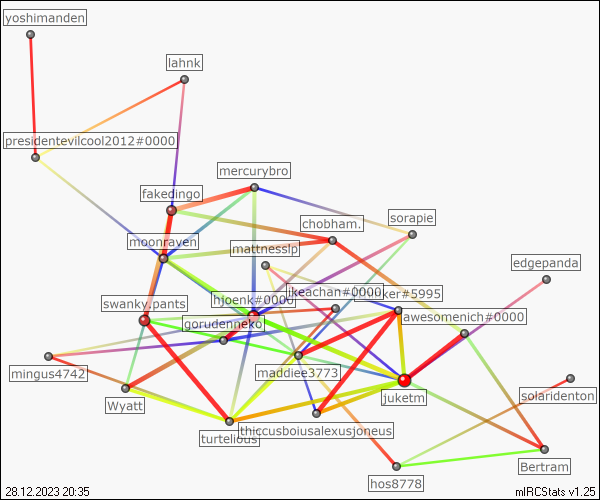 yoshimanden
lahnk
presidentevilcool2012#0000
mercurybro
fakedingo
chobham.
sorapie
moonraven
mattnesslp
edgepanda
ikeachan#0000
ker#5995
swanky.pants
hjoenk#0000
awesomenich#0000
gorudenneko
maddiee3773
mingus4742
juketm
solaridenton
Wyatt
turtelious
thiccusboiusalexusjoneus
Bertram
hos8778
28.12.2023 20:35
mIRCStats v1.25